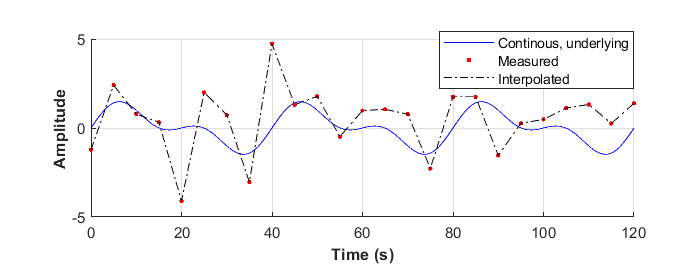 Continous, underlying
Measured
Interpolated
5
0
-5
Amplitude
0 20 40 60 80 100 120
Time (s)